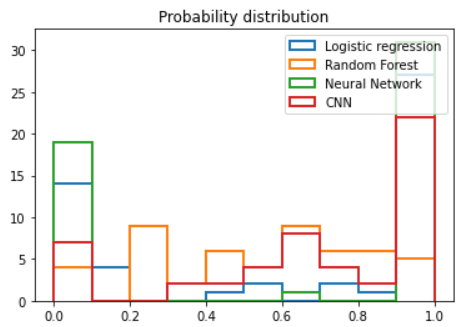 Probability distribution
Logistic regression
Random Forest
Neural Network
CNN
30
25
20
15
10
5
0
0.0 0.2 0.4 0.6 0.8 1.0